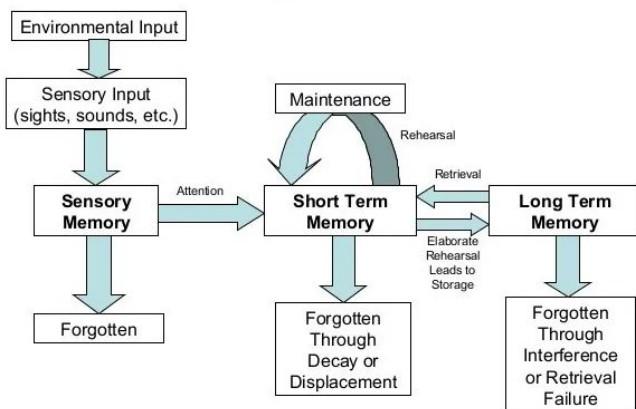 Environmental Input
Sensory Input
(sights, sounds, etc.)
Maintenance
Rehearsal
Sensory
Memory
Attention
Short Term
Memory
Retrieval
Elaborate
Rehearsal
Leads to
Storage
Long Term
Memory
Forgotten
Forgotten
Through
Decay or
Displacement
Forgotten
Through
Interference
or Retrieval
Failure